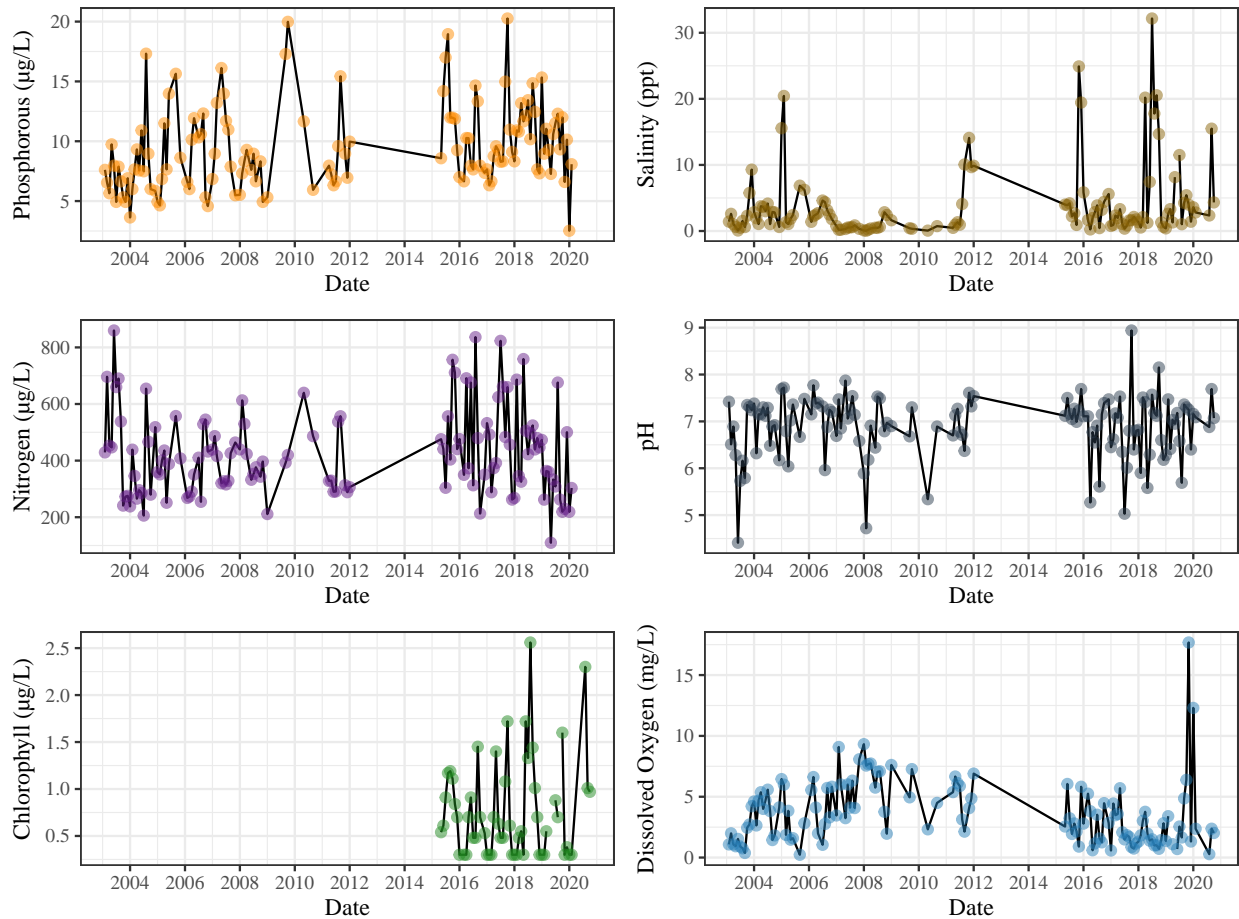 Phosphorous (µg/L)
20
15
10
5
2004 2006 2008 2010 2012 2014 2016 2018 2020
Date
Salinity (ppt)
30
20
10
0
2004 2006 2008 2010 2012 2014 2016 2018 2020
Date
Nitrogen (µg/L)
800
600
400
200
2004 2006 2008 2010 2012 2014 2016 2018 2020
Date
pH
9
8
7
6
5
2004 2006 2008 2010 2012 2014 2016 2018 2020
Date
Chlorophyll (µg/L)
2.5
2.0
1.5
1.0
0.5
2004 2006 2008 2010 2012 2014 2016 2018 2020
Date
Dissolved Oxygen (mg/L)
15
10
5
0
2004 2006 2008 2010 2012 2014 2016 2018 2020
Date